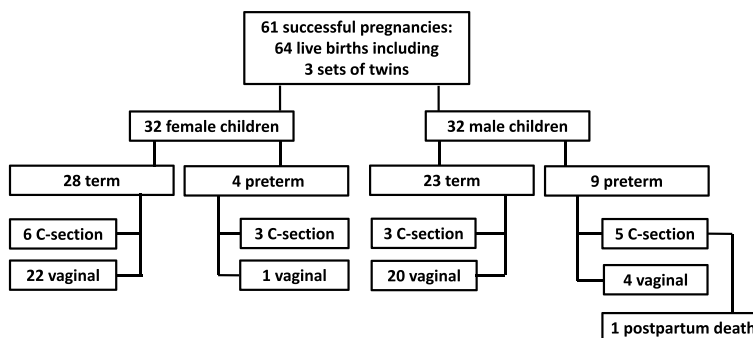 61 successful pregnancies:
64 live births including
3 sets of twins
32 female children
32 male children
28 term
4 preterm
23 term
9 preterm
6 C-section
3 C-section
3 C-section
5 C-section
22 vaginal
1 vaginal
20 vaginal
4 vaginal
1 postpartum death